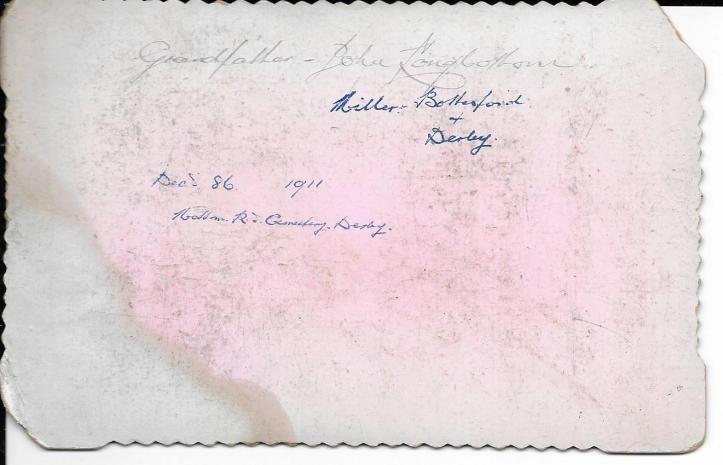 Grandfather - John Longbottom
Miller - Bottesford
+
Derby.
Dec'd 86. 1911
Nottm. Rd. Cemetery. Derby.